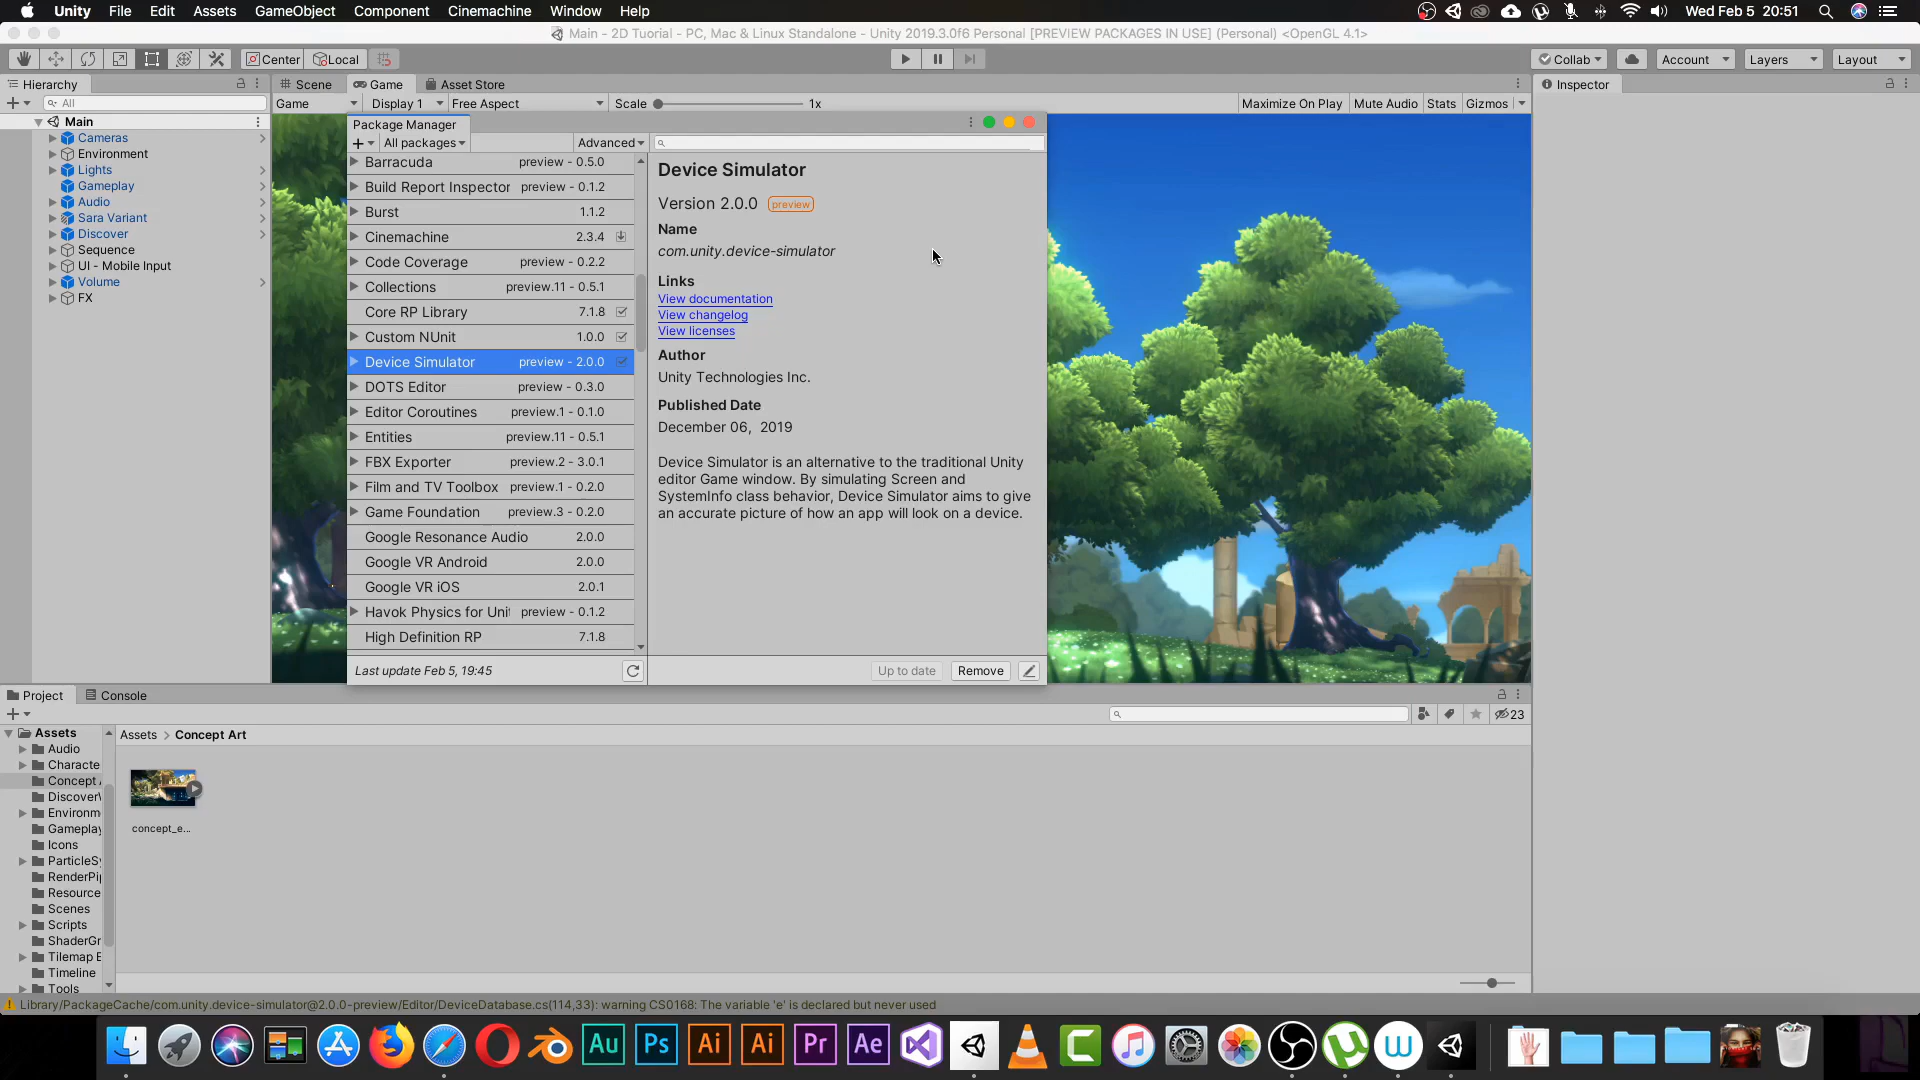 Unity File Edit Assets GameObject Component Cinemachine Window Help Wed Feb 5 20:51
Main - 2D Tuorial - PC, Mac & Linux Standalone - Unity 2019.3.0f6 Personal [PREVIEW PACKAGES IN USE] (Personal) <OpenGL 4.1>
Center Local Collab Account Layers Layout
Hierarchy Scene Game Asset Store Inspector
All Game Display 1 Free Aspect Scale 1x Maximize On Play Mute Audio Stats Gizmos
Main
Cameras
Environment
Lights
Gameplay
Audio
Sara Variant
Discover
Sequence
UI - Mobile Input
Volume
FX
Package Manager
All packages Advanced
Barracuda preview - 0.5.0
Build Report Inspector preview - 0.1.2
Burst 1.1.2
Cinemachine 2.3.4
Code Coverage preview - 0.2.2
Collections preview.11 - 0.5.1
Core RP Library 7.1.8
Custom NUnit 1.0.0
Device Simulator preview - 2.0.0
DOTS Editor preview - 0.3.0
Editor Coroutines preview.1 - 0.1.0
Entities preview.11 - 0.5.1
FBX Exporter preview.2 - 3.0.1
Film and TV Toolbox preview.1 - 0.2.0
Game Foundation preview.3 - 0.2.0
Google Resonance Audio 2.0.0
Google VR Android 2.0.0
Google VR iOS 2.0.1
Havok Physics for Uni preview - 0.1.2
High Definition RP 7.1.8
Last update Feb 5, 19:45
Device Simulator
Version 2.0.0 preview
Name
com.unity.device-simulator
Links
View documentation
View changelog
View licenses
Author
Unity Technologies Inc.
Published Date
December 06, 2019
Device Simulator is an alternative to the traditional Unity
editor Game window. By simulating Screen and
SystemInfo class behavior, Device Simulator aims to give
an accurate picture of how an app will look on a device.
Up to date Remove
Project Console
23
Assets
Audio
Characte
Concept
Discover
Environm
Gameplay
Icons
ParticleSy
RenderPi
Resource
Scenes
Scripts
ShaderGr
Tilemap E
Timeline
Tools
Assets > Concept Art
concept_e...
Library/PackageCache/com.unity.device-simulator@2.0.0-preview/Editor/DeviceDatabase.cs(114,33): warning CS0168: The variable 'e' is declared but never used
Au Ps Ai Ai Pr Ae C µ W